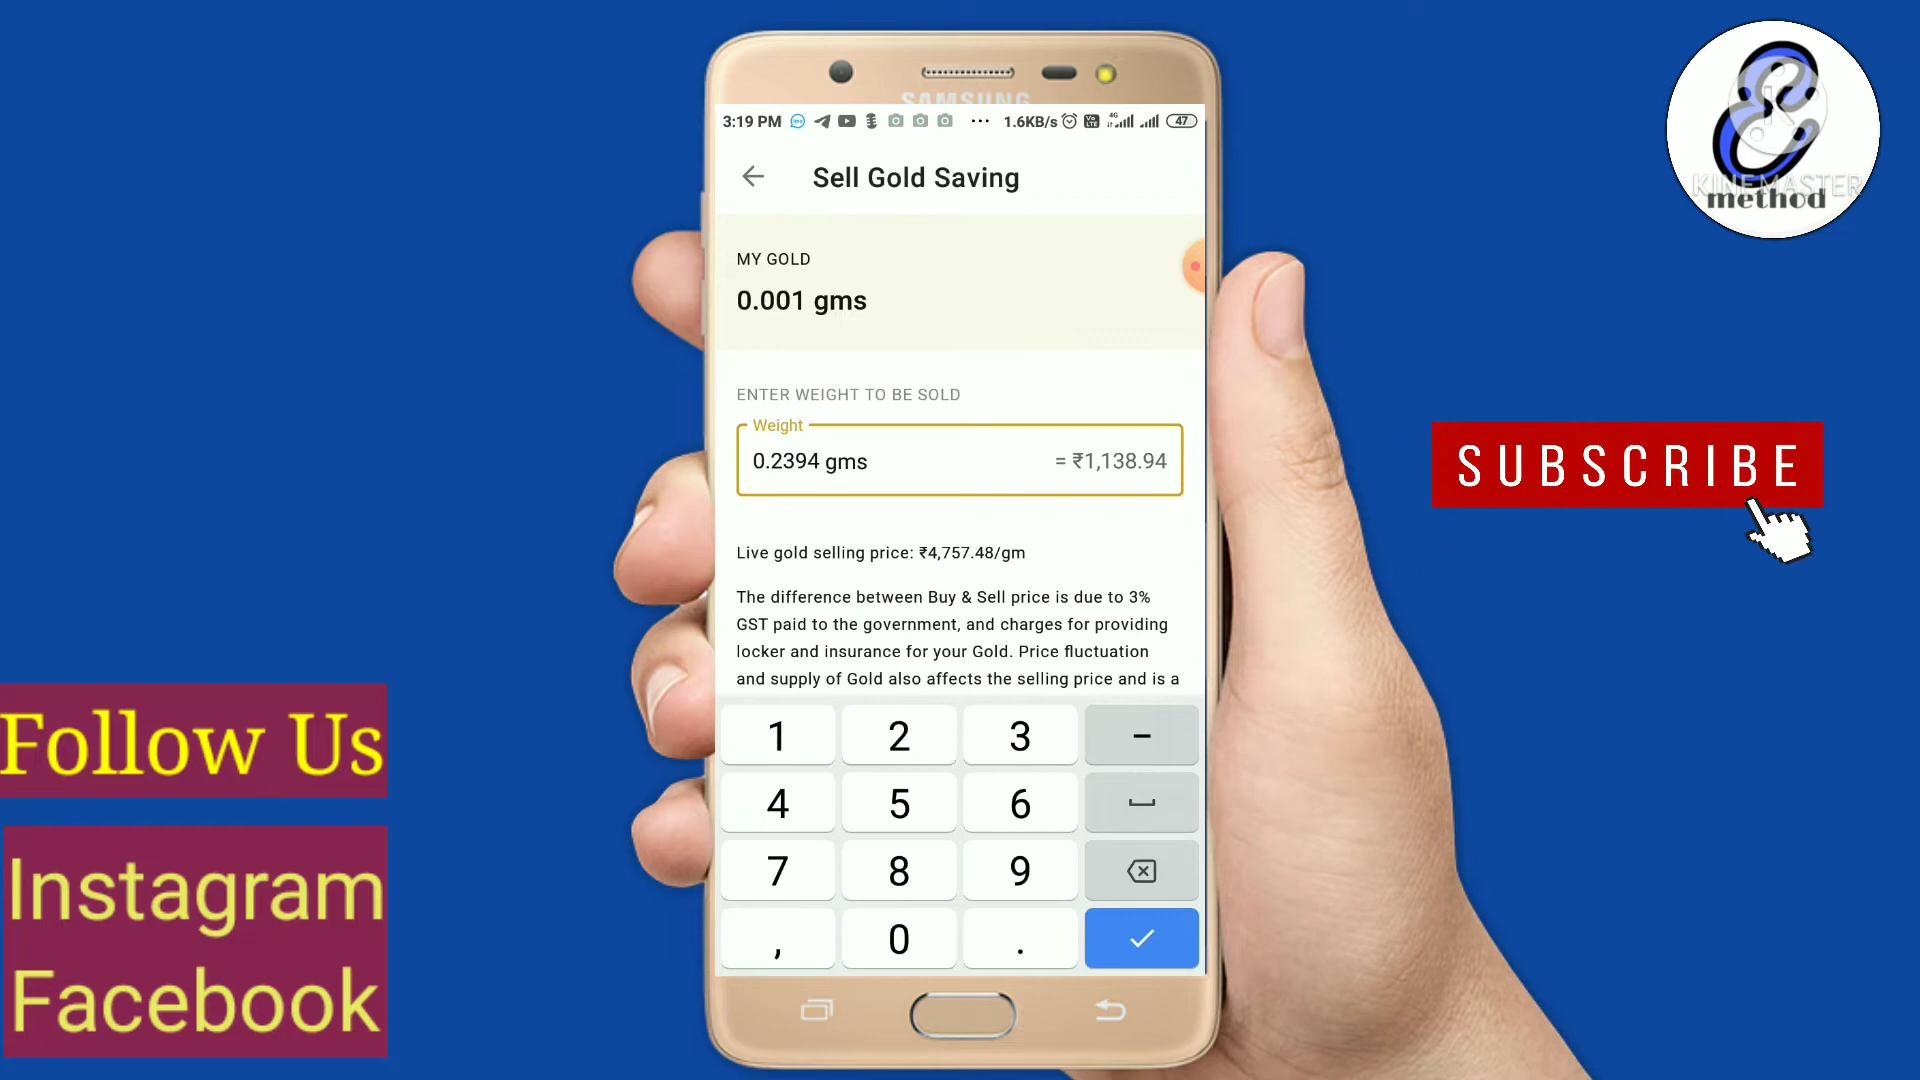 SAMSUNG
3:19 PM ... 1.6KB/s 4G 47
Sell Gold Saving
MY GOLD
0.001 gms
ENTER WEIGHT TO BE SOLD
Weight
0.2394 gms = ₹1,138.94
Live gold selling price: ₹4,757.48/gm
The difference between Buy & Sell price is due to 3%
GST paid to the government, and charges for providing
locker and insurance for your Gold. Price fluctuation
and supply of Gold also affects the selling price and is a
1 2 3 -
4 5 6
7 8 9
, 0 .
K
KINEMASTER
method
SUBSCRIBE
Follow Us
Instagram
Facebook